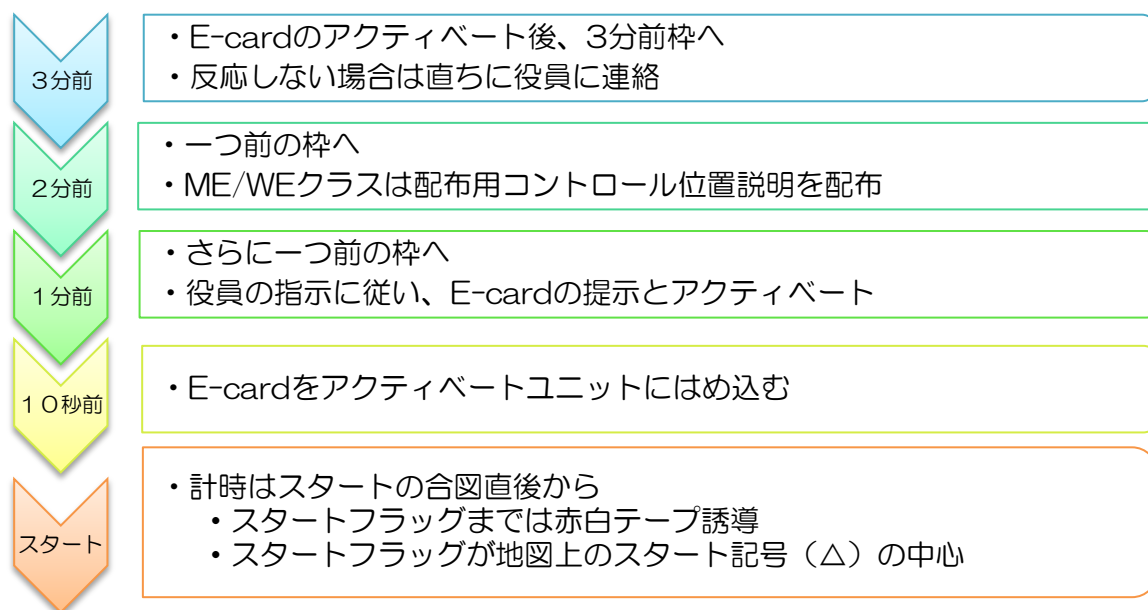 3分前
・E-cardのアクティベート後、3分前枠へ
・反応しない場合は直ちに役員に連絡
2分前
・一つ前の枠へ
・ME/WEクラスは配布用コントロール位置説明を配布
1分前
・さらに一つ前の枠へ
・役員の指示に従い、E-cardの提示とアクティベート
10秒前
・E-cardをアクティベートユニットにはめ込む
スタート
・計時はスタートの合図直後から
・スタートフラッグまでは赤白テープ誘導
・スタートフラッグが地図上のスタート記号（△）の中心